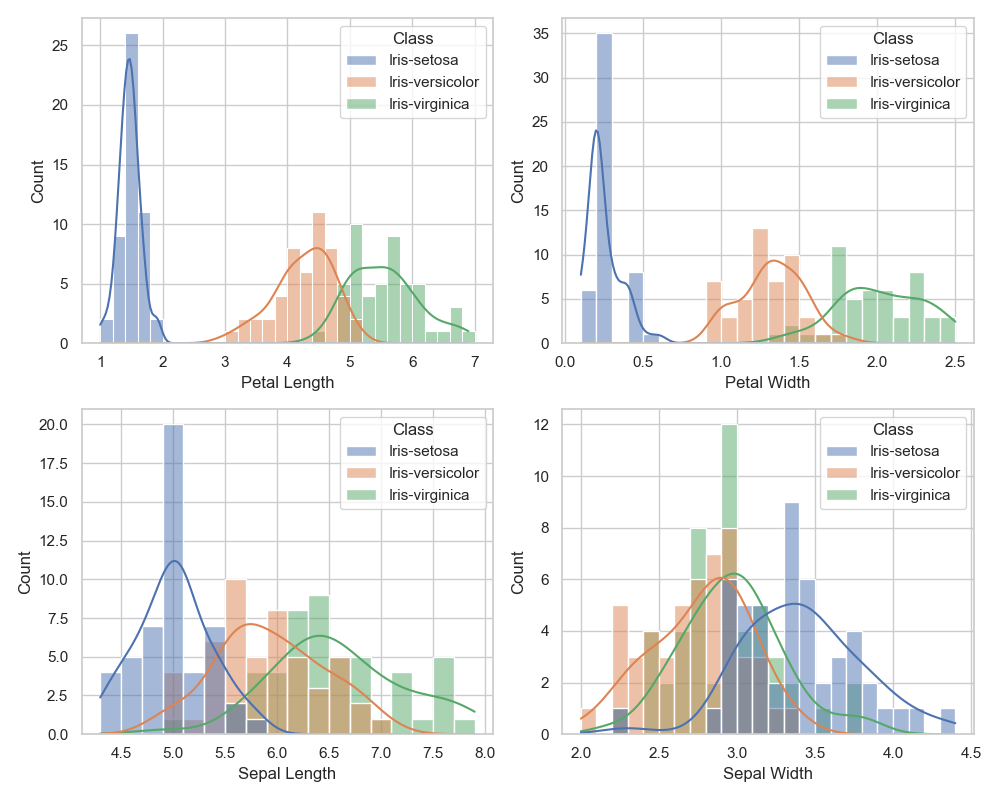 Class
Iris-setosa
Iris-versicolor
Iris-virginica
Count
25
20
15
10
5
0
1 2 3 4 5 6 7
Petal Length
Class
Iris-setosa
Iris-versicolor
Iris-virginica
Count
35
30
25
20
15
10
5
0
0.0 0.5 1.0 1.5 2.0 2.5
Petal Width
Class
Iris-setosa
Iris-versicolor
Iris-virginica
Count
20.0
17.5
15.0
12.5
10.0
7.5
5.0
2.5
0.0
4.5 5.0 5.5 6.0 6.5 7.0 7.5 8.0
Sepal Length
Class
Iris-setosa
Iris-versicolor
Iris-virginica
Count
12
10
8
6
4
2
0
2.0 2.5 3.0 3.5 4.0 4.5
Sepal Width